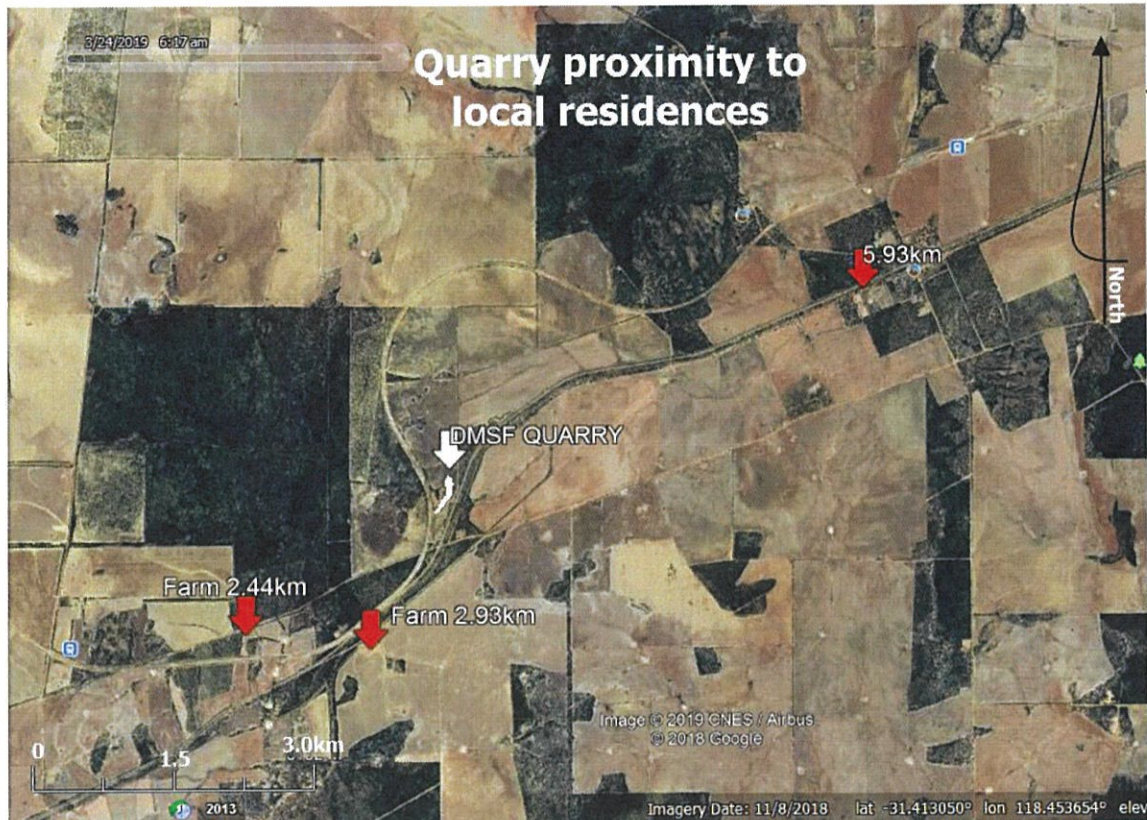 3/24/2019 6:17 am
Quarry proximity to
local residences
5.93km
North
DMSF QUARRY
Farm 2.44km
Farm 2.93km
Image © 2019 CNES / Airbus
© 2018 Google
0 1.5 3.0km
2013
Imagery Date: 11/8/2018 lat -31.413050° lon 118.453654° elev